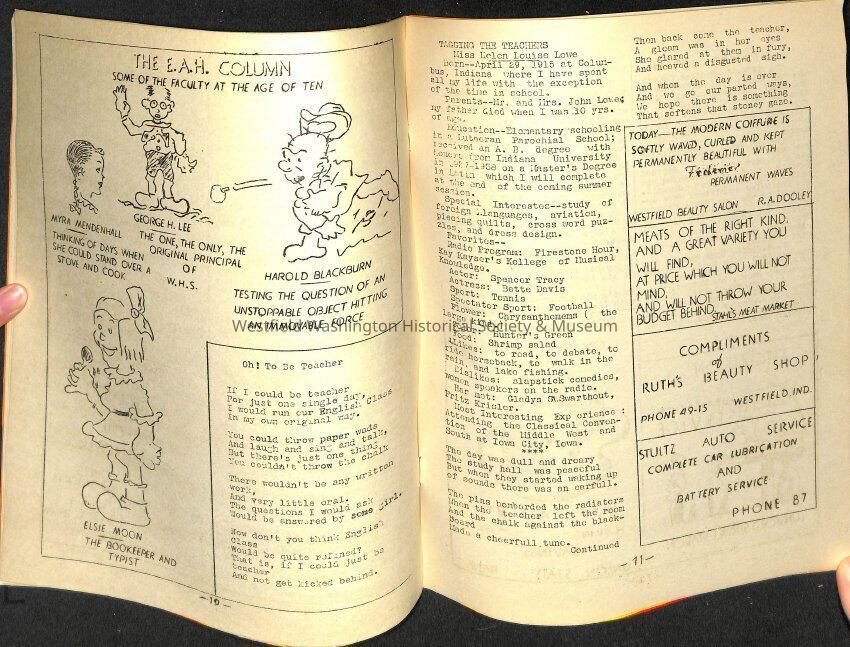 THE E.A.H. COLUMN
SOME OF THE FACULTY AT THE AGE OF TEN
MYRA MENDENHALL
THINKING OF DAYS WHEN
SHE COULD STAND OVER A
STOVE AND COOK
GEORGE H. LEE
THE ONE, THE ONLY, THE
ORIGINAL PRINCIPAL
OF
W.H.S.
HAROLD BLACKBURN
TESTING THE QUESTION OF AN
UNSTOPPABLE OBJECT HITTING
AN IMMOVABLE FORCE
ELSIE MOON
THE BOOKEEPER AND
TYPIST
Oh! To Be Teacher
If I could be teacher
For just one single day,
I would run our English Class
In my own original way.
You could throw paper wads
And laugh and sing and talk,
But there's just one thing
You couldn't throw the chalk
There wouldn't be any written
work,
And very little oral.
The questions I would ask
Would be answered by some girl.
Now don't you think English
Class
Would be quite refined?
That is, if I could just be
teacher
And not get kicked behind.
-10-
TAGGING THE TEACHERS
Miss Helen Louise Lowe
Born--April 29, 1915 at Colum-
bus, Indiana where I have spent
all my life with the exception
of the time in school.
Parents--Mr. and Mrs. John Lowe;
my father died when I was 10 yrs.
of age.
Education--Elementary schooling
in a Lutheran Parochial School;
received an A. B. degree with
from Indiana University
in on a Master's Degree
in Latin which I will complete
at the end of the coming summer
session.
Special Interests--study of
foreign languages, aviation,
piecing quilts, cross word puz-
zles, and dress design.
Favorites--
Radio Program: Firestone Hour,
Kay Kayser's Kollege of Musical
Knowledge.
Actor: Spencer Tracy
Actress: Bette Davis
Sport: Tennis
Spectator Sport: Football
Flower: Chrysanthemems ( the
large
Hunter's Green
Food: Shrimp salad
Likes: to read, to debate, to
ride horseback, to walk in the
rain, and lake fishing.
Dislikes: slapstick comedies,
women speakers on the radio.
Has met: Gladys Swarthout,
Fritz Krisler.
Most Interesting Exp erience :
Attending the Classical Conven-
tion of the Middle West and
South at Iowa City, Iowa.
****
The day was dull and dreary
The study hall was peaceful
But when they started waking up
of sounds there was an earfull.
The pins bombarded the radiators
When the teacher left the room
And the chalk against the black-
Board
Made a cheerfull tune.
Continued
Then back come the teacher,
A gleam was in her eyes
She glared at them in fury,
And heaved a disgusted sigh.
And when the day is over
And we go our parted ways,
We hope there is something
That softens that stoney gaze.
TODAY—THE MODERN COIFFURE IS
SOFTLY WAVED, CURLED AND KEPT
PERMANENTLY BEAUTIFUL WITH
PERMANENT WAVES
WESTFIELD BEAUTY SALON R.A. DOOLEY
MEATS OF THE RIGHT KIND.
AND A GREAT VARIETY YOU
WILL FIND,
AT PRICE WHICH YOU WILL NOT
MIND,
AND WILL NOT THROW YOUR
BUDGET BEHIND. STAHL'S MEAT MARKET
COMPLIMENTS
of
RUTH'S BEAUTY SHOP
PHONE 49-15 WESTFIELD, IND.
STULTZ AUTO SERVICE
COMPLETE CAR LUBRICATION
AND
BATTERY SERVICE
PHONE 87
-11-
Westfield Washington Historical Society & Museum